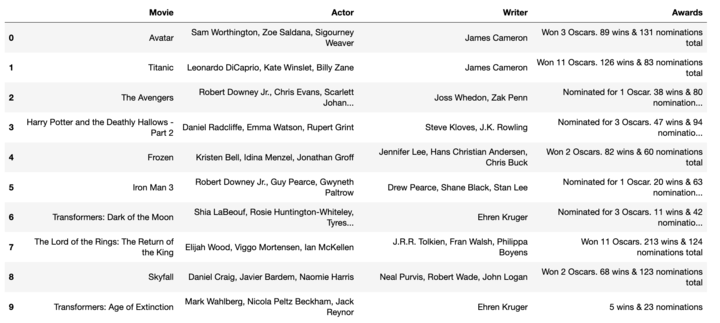 Movie Actor Writer Awards
0 Avatar Sam Worthington, Zoe Saldana, Sigourney Weaver James Cameron Won 3 Oscars. 89 wins & 131 nominations total
1 Titanic Leonardo DiCaprio, Kate Winslet, Billy Zane James Cameron Won 11 Oscars. 126 wins & 83 nominations total
2 The Avengers Robert Downey Jr., Chris Evans, Scarlett Johan... Joss Whedon, Zak Penn Nominated for 1 Oscar. 38 wins & 80 nomination...
3 Harry Potter and the Deathly Hallows - Part 2 Daniel Radcliffe, Emma Watson, Rupert Grint Steve Kloves, J.K. Rowling Nominated for 3 Oscars. 47 wins & 94 nominatio...
4 Frozen Kristen Bell, Idina Menzel, Jonathan Groff Jennifer Lee, Hans Christian Andersen, Chris Buck Won 2 Oscars. 82 wins & 60 nominations total
5 Iron Man 3 Robert Downey Jr., Guy Pearce, Gwyneth Paltrow Drew Pearce, Shane Black, Stan Lee Nominated for 1 Oscar. 20 wins & 63 nomination...
6 Transformers: Dark of the Moon Shia LaBeouf, Rosie Huntington-Whiteley, Tyres... Ehren Kruger Nominated for 3 Oscars. 11 wins & 42 nominatio...
7 The Lord of the Rings: The Return of the King Elijah Wood, Viggo Mortensen, Ian McKellen J.R.R. Tolkien, Fran Walsh, Philippa Boyens Won 11 Oscars. 213 wins & 124 nominations total
8 Skyfall Daniel Craig, Javier Bardem, Naomie Harris Neal Purvis, Robert Wade, John Logan Won 2 Oscars. 68 wins & 123 nominations total
9 Transformers: Age of Extinction Mark Wahlberg, Nicola Peltz Beckham, Jack Reynor Ehren Kruger 5 wins & 23 nominations